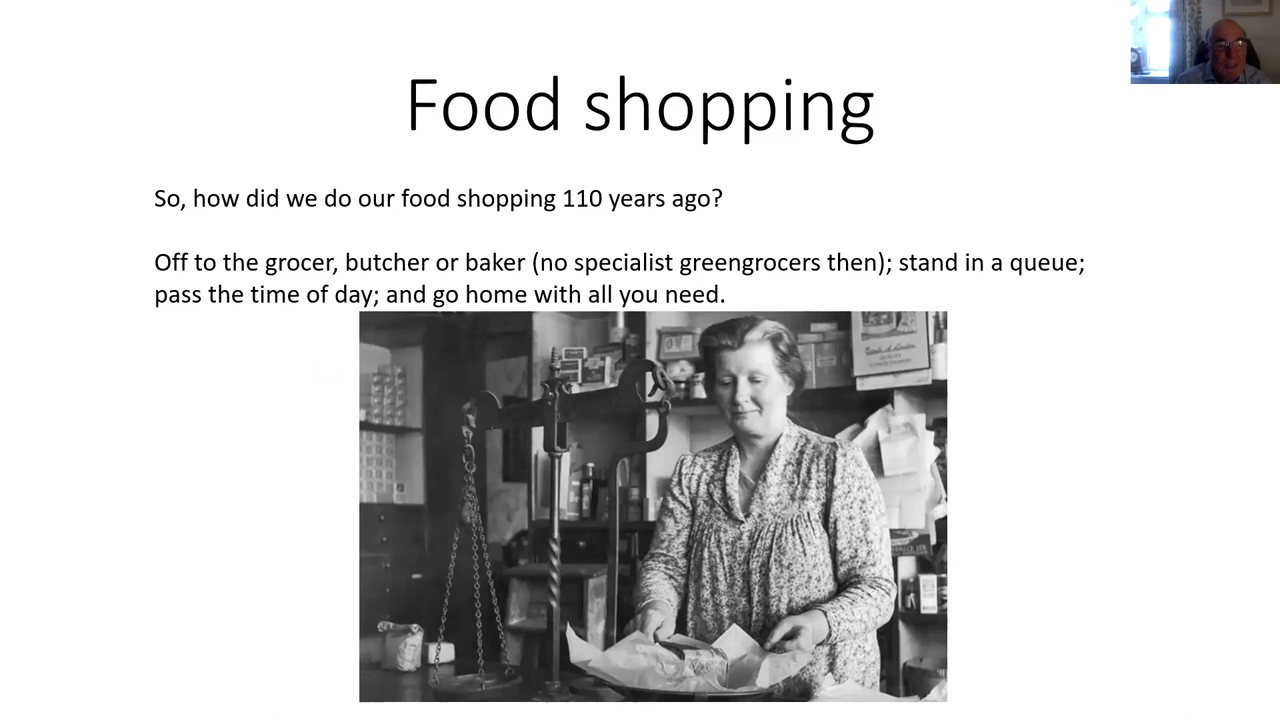 Food shopping
So, how did we do our food shopping 110 years ago?
Off to the grocer, butcher or baker (no specialist greengrocers then); stand in a queue;
pass the time of day; and go home with all you need.